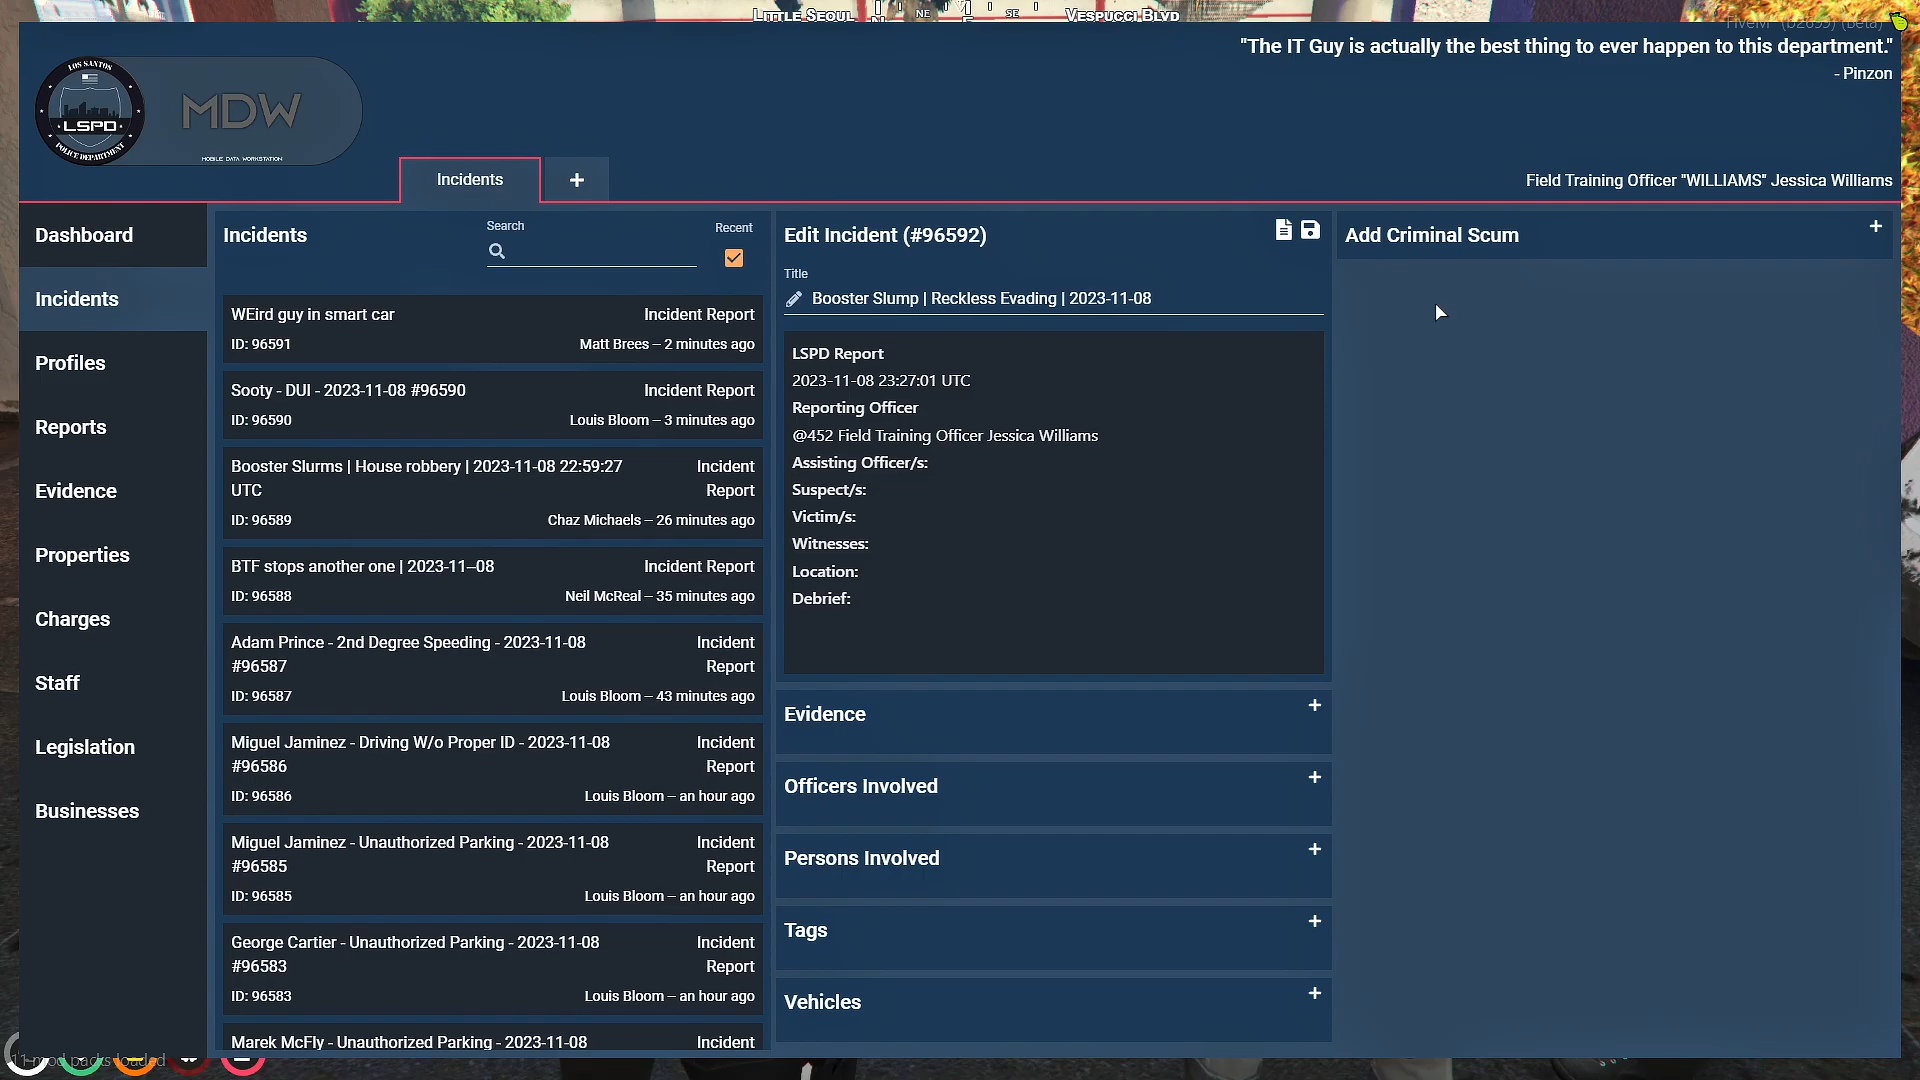 LITTLE SEOUL
NE
E
SE
VESPUCCI BLVD
"The IT Guy is actually the best thing to ever happen to this department."
- Pinzon
LOS SANTOS
LSPD
POLICE DEPARTMENT
MDW
MOBILE DATA WORKSTATION
Incidents
+
Field Training Officer "WILLIAMS" Jessica Williams
Dashboard
Incidents
Profiles
Reports
Evidence
Properties
Charges
Staff
Legislation
Businesses
Incidents
Search
Recent
WEird guy in smart car Incident Report
ID: 96591 Matt Brees – 2 minutes ago
Sooty - DUI - 2023-11-08 #96590 Incident Report
ID: 96590 Louis Bloom – 3 minutes ago
Booster Slurms | House robbery | 2023-11-08 22:59:27 Incident
UTC Report
ID: 96589 Chaz Michaels – 26 minutes ago
BTF stops another one | 2023-11--08 Incident Report
ID: 96588 Neil McReal – 35 minutes ago
Adam Prince - 2nd Degree Speeding - 2023-11-08 Incident
#96587 Report
ID: 96587 Louis Bloom – 43 minutes ago
Miguel Jaminez - Driving W/o Proper ID - 2023-11-08 Incident
#96586 Report
ID: 96586 Louis Bloom – an hour ago
Miguel Jaminez - Unauthorized Parking - 2023-11-08 Incident
#96585 Report
ID: 96585 Louis Bloom – an hour ago
George Cartier - Unauthorized Parking - 2023-11-08 Incident
#96583 Report
ID: 96583 Louis Bloom – an hour ago
Marek McFly - Unauthorized Parking - 2023-11-08 Incident
Edit Incident (#96592)
Title
Booster Slump | Reckless Evading | 2023-11-08
LSPD Report
2023-11-08 23:27:01 UTC
Reporting Officer
@452 Field Training Officer Jessica Williams
Assisting Officer/s:
Suspect/s:
Victim/s:
Witnesses:
Location:
Debrief:
Evidence +
Officers Involved +
Persons Involved +
Tags +
Vehicles +
Add Criminal Scum +
11 mod packs loaded